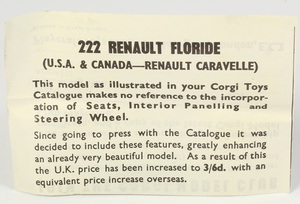 222 RENAULT FLORIDE
(U.S.A. & CANADA—RENAULT CARAVELLE)
This model as illustrated in your Corgi Toys
Catalogue makes no reference to the incorpor-
ation of Seats, Interior Panelling and
Steering Wheel.
Since going to press with the Catalogue it was
decided to include these features, greatly enhancing
an already very beautiful model. As a result of this
the U.K. price has been increased to 3/6d. with an
equivalent price increase overseas.